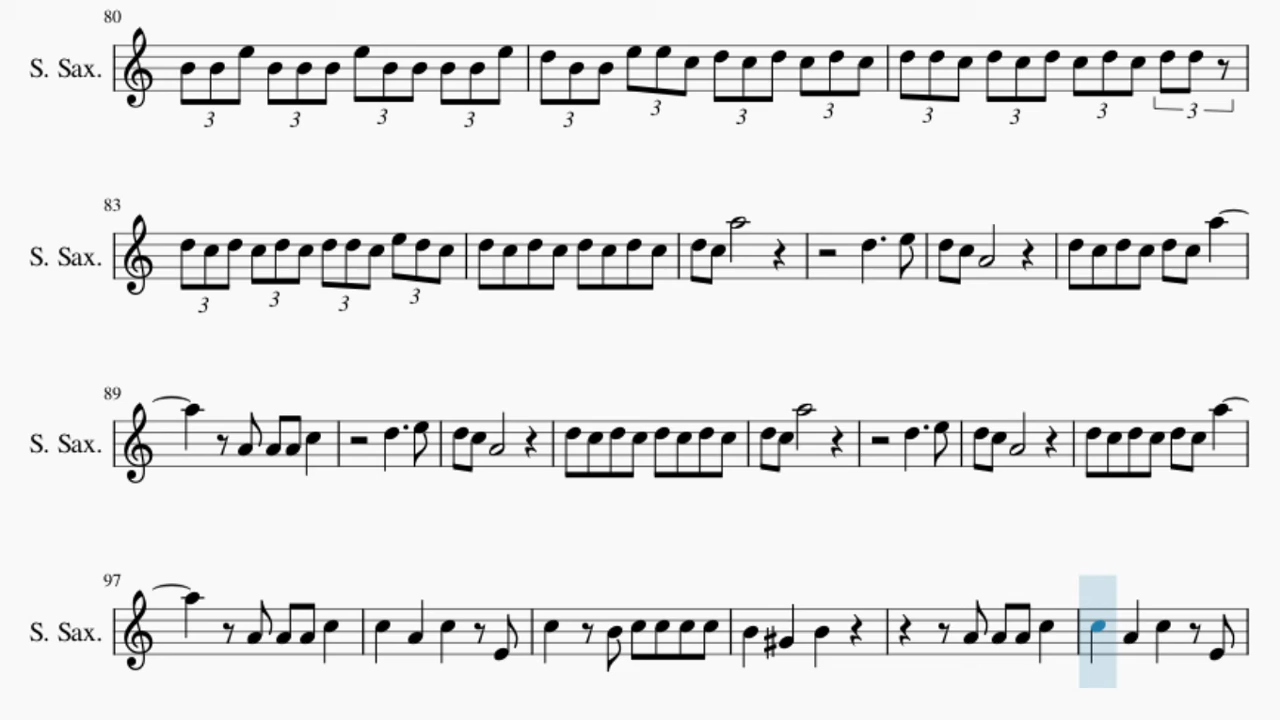 80
S. Sax.
3 3 3 3 3 3 3 3 3 3 3 3
83
S. Sax.
3 3 3 3
89
S. Sax.
97
S. Sax.